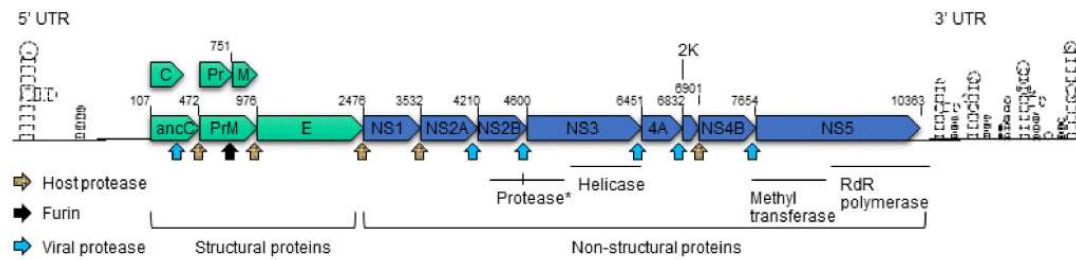 5' UTR
3' UTR
751
2K
C
Pr
M
107
472
976
2476
3532
4210
4600
6451
6832
6901
7654
10363
ancC
PrM
E
NS1
NS2A
NS2B
NS3
4A
NS4B
NS5
Host protease
Furin
Viral protease
Protease*
Helicase
Methyl
transferase
RdR
polymerase
Structural proteins
Non-structural proteins